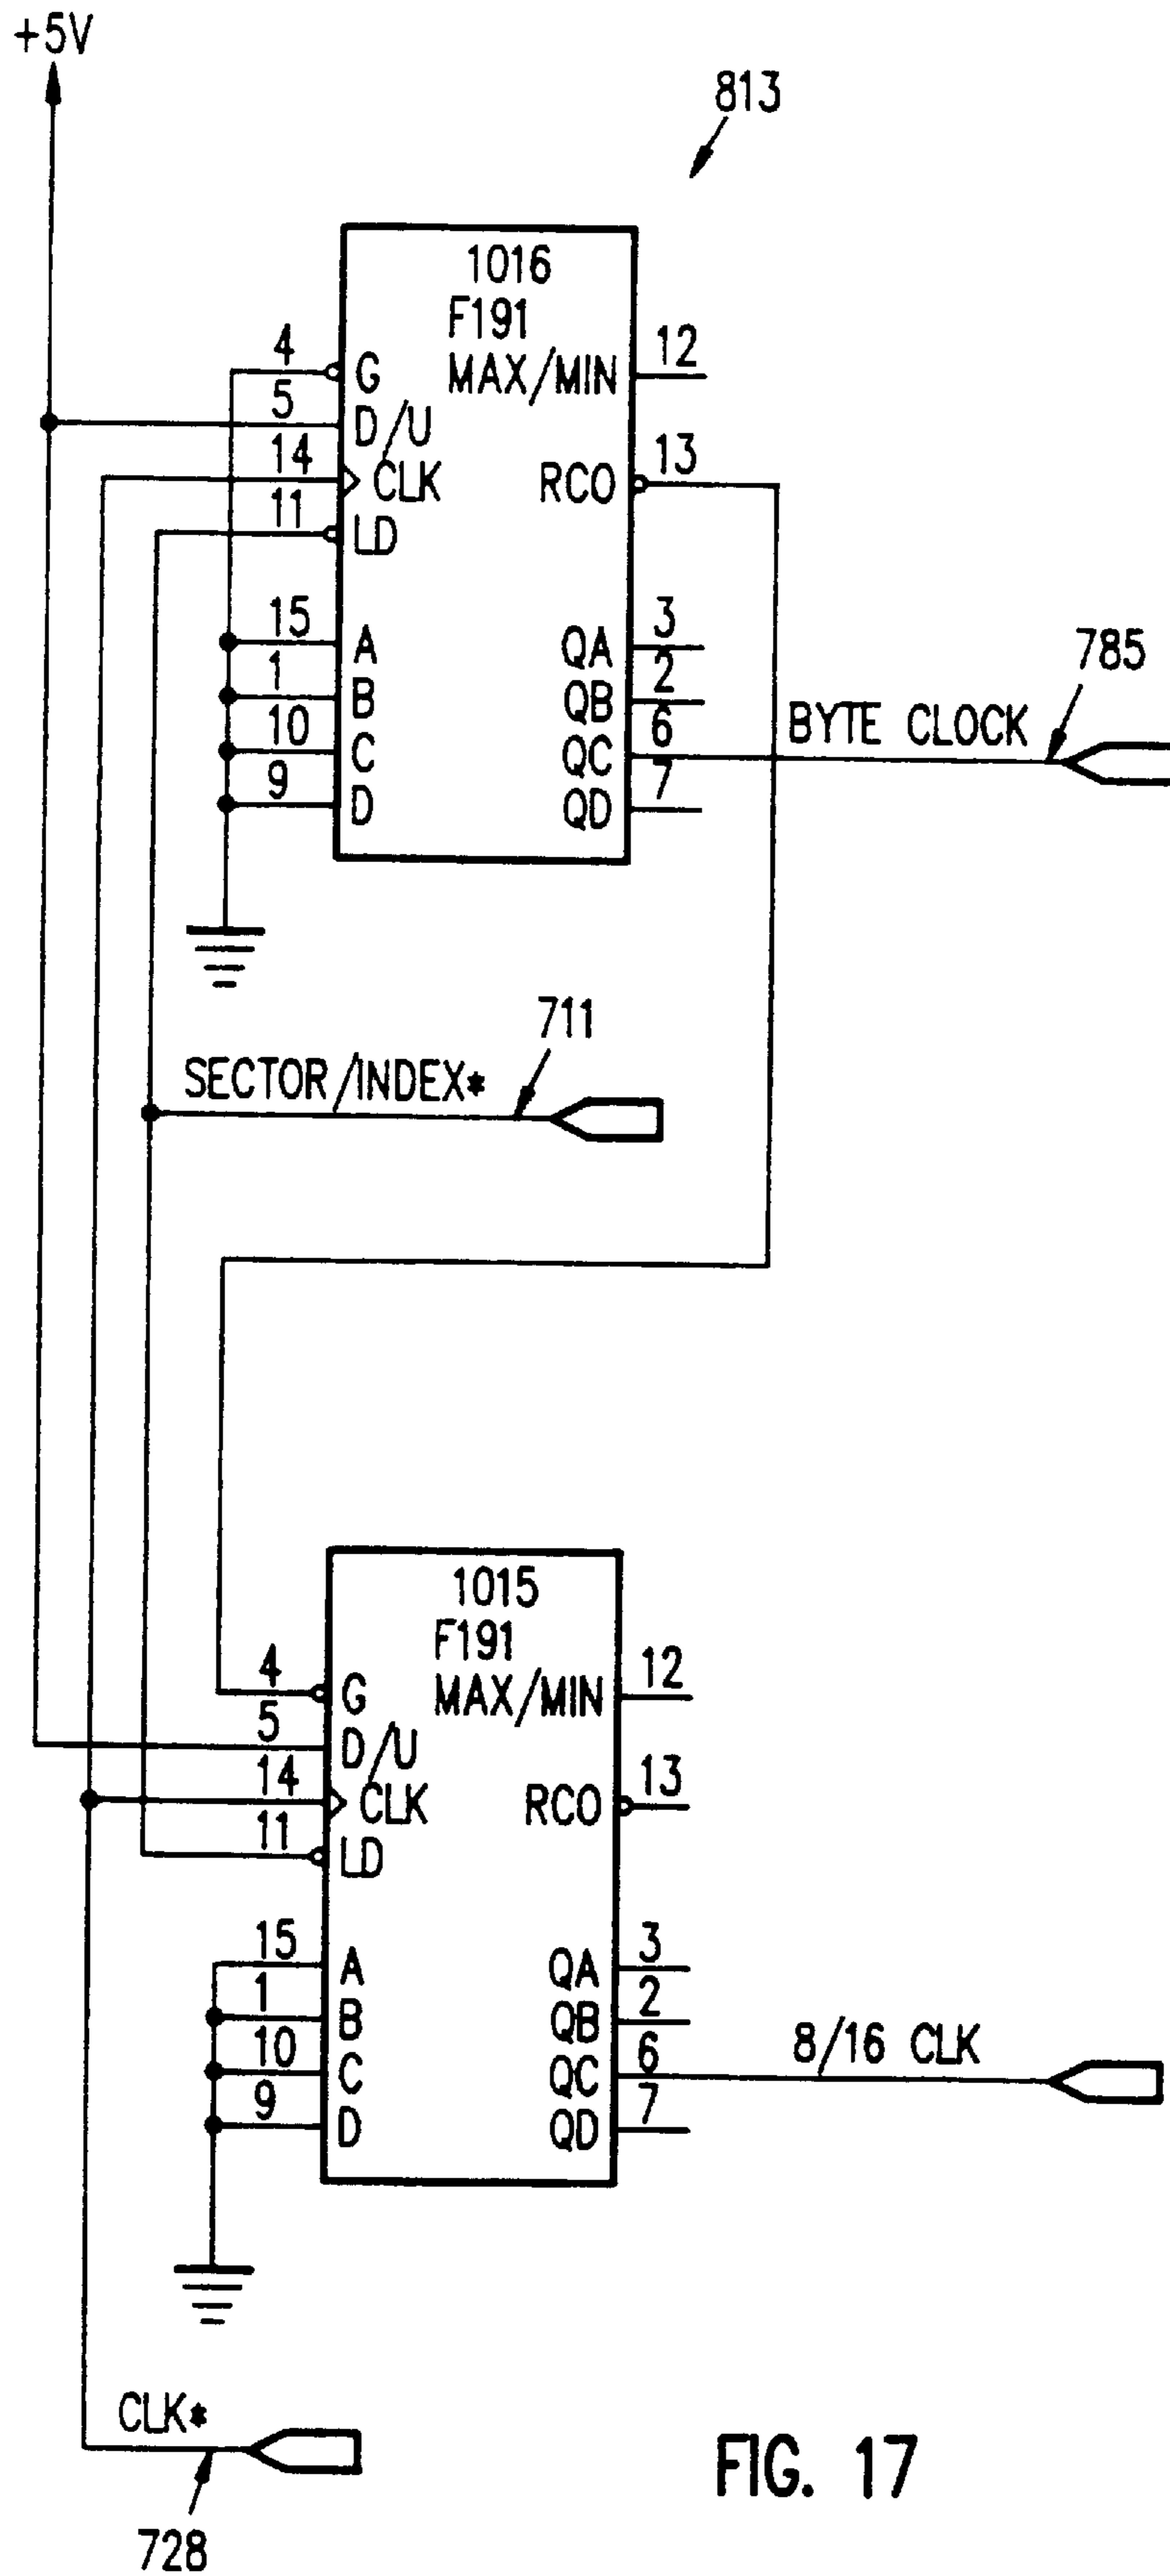 +5V
813
1016
F191
4 G MAX/MIN 12
5 D/U
14 CLK RCO 13
11 LD
15 A QA 3
1 B QB 2
10 C QC 6 BYTE CLOCK 785
9 D QD 7
711
SECTOR/INDEX*
1015
F191
4 G MAX/MIN 12
5 D/U
14 CLK RCO 13
11 LD
15 A QA 3
1 B QB 2
10 C QC 6 8/16 CLK
9 D QD 7
CLK*
728
FIG. 17